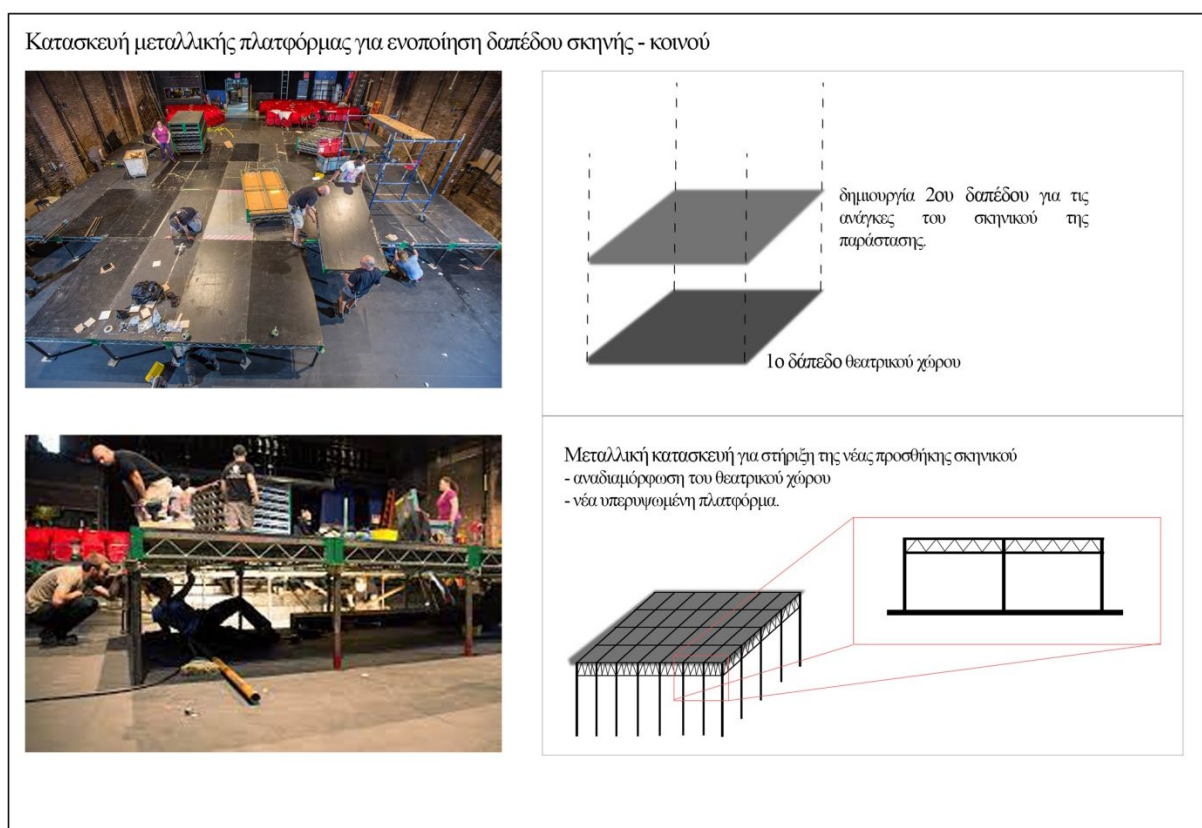 Κατασκευή μεταλλικής πλατφόρμας για ενοποίηση δαπέδου σκηνής - κοινού
δημιουργία 2ου δαπέδου για τις
ανάγκες του σκηνικού της
παράστασης.
1ο δάπεδο θεατρικού χώρου
Μεταλλική κατασκευή για στήριξη της νέας προσθήκης σκηνικού
- αναδιαμόρφωση του θεατρικού χώρου
- νέα υπερυψωμένη πλατφόρμα.